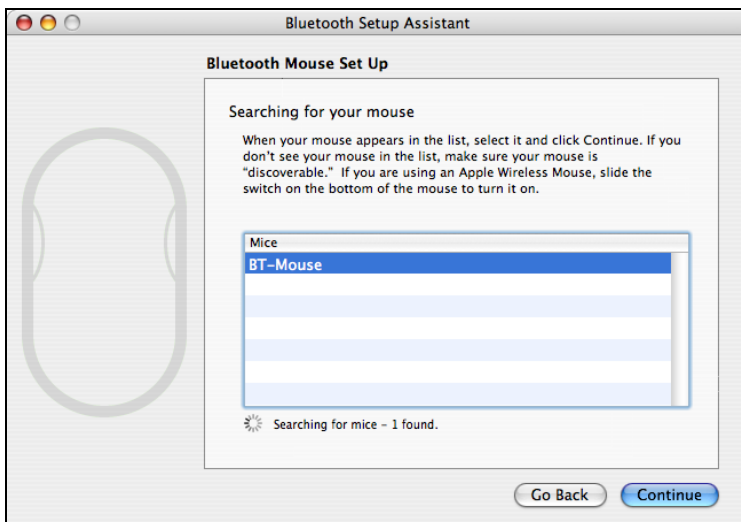 Bluetooth Setup Assistant
Bluetooth Mouse Set Up
Searching for your mouse
When your mouse appears in the list, select it and click Continue. If you
don't see your mouse in the list, make sure your mouse is
“discoverable.” If you are using an Apple Wireless Mouse, slide the
switch on the bottom of the mouse to turn it on.
Mice
BT-Mouse
Searching for mice – 1 found.
Go Back
Continue